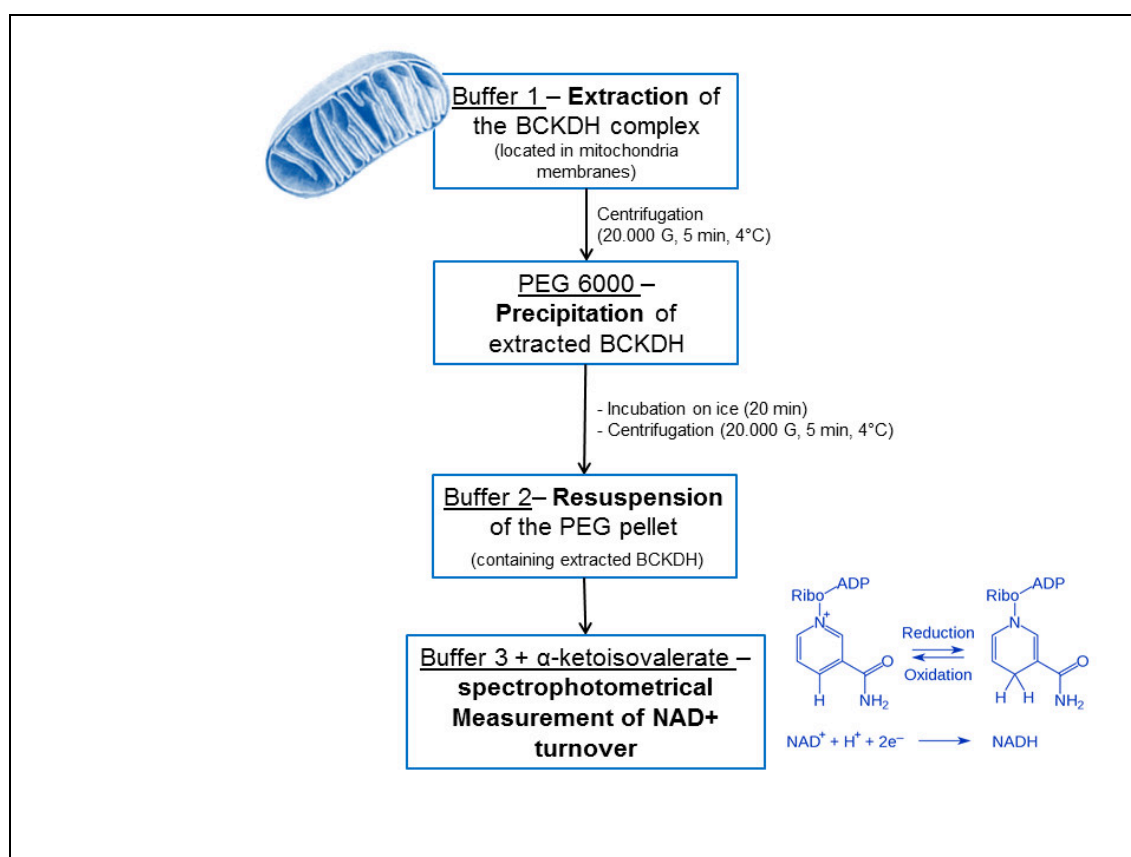 Buffer 1 – Extraction of
the BCKDH complex
(located in mitochondria
membranes)
Centrifugation
(20.000 G, 5 min, 4°C)
PEG 6000 –
Precipitation of
extracted BCKDH
- Incubation on ice (20 min)
- Centrifugation (20.000 G, 5 min, 4°C)
Buffer 2– Resuspension
of the PEG pellet
(containing extracted BCKDH)
Buffer 3 + α-ketoisovalerate –
spectrophotometrical
Measurement of NAD+
turnover
Ribo ADP
N+
O
H NH₂
Reduction
Oxidation
Ribo ADP
N
O
H H NH₂
NAD⁺ + H⁺ + 2e⁻ → NADH